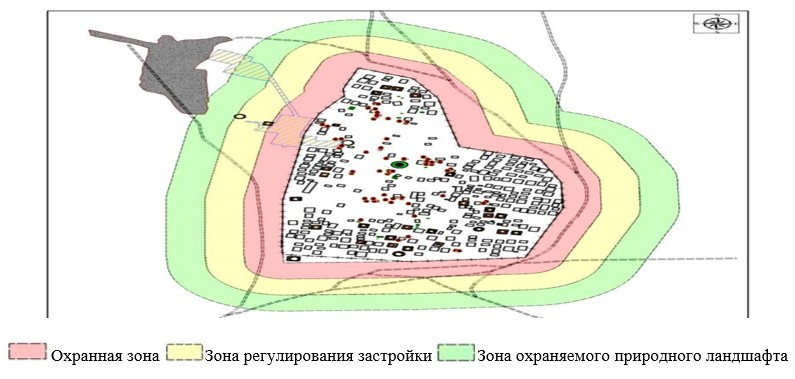 Охранная зона Зона регулирования застройки Зона охраняемого природного ландшафта